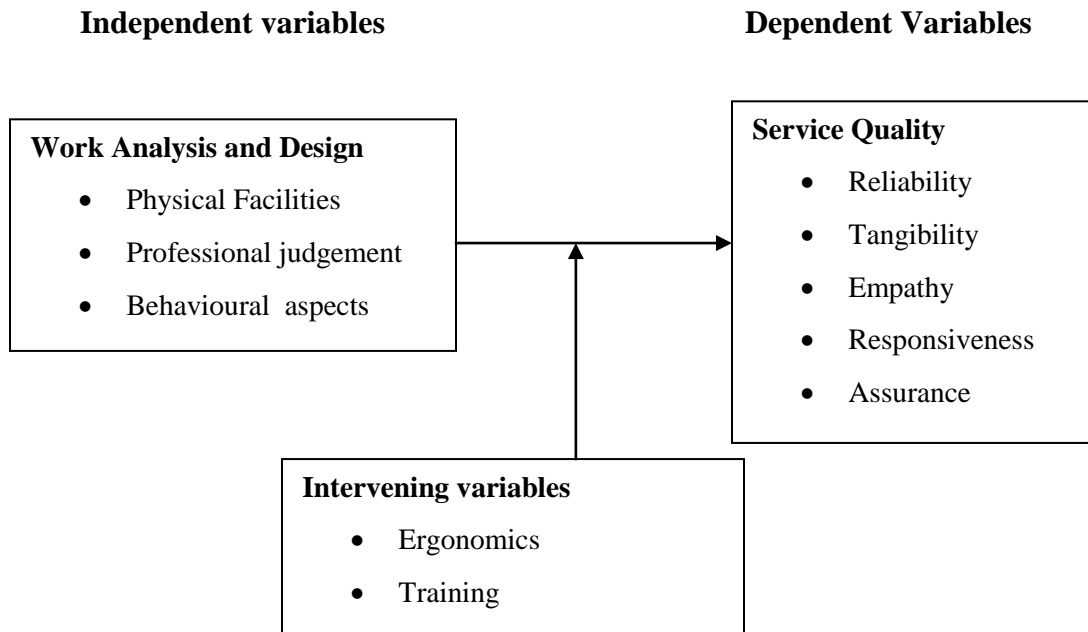 Independent variables
Dependent Variables
Work Analysis and Design
• Physical Facilities
• Professional judgement
• Behavioural aspects
Service Quality
• Reliability
• Tangibility
• Empathy
• Responsiveness
• Assurance
Intervening variables
• Ergonomics
• Training